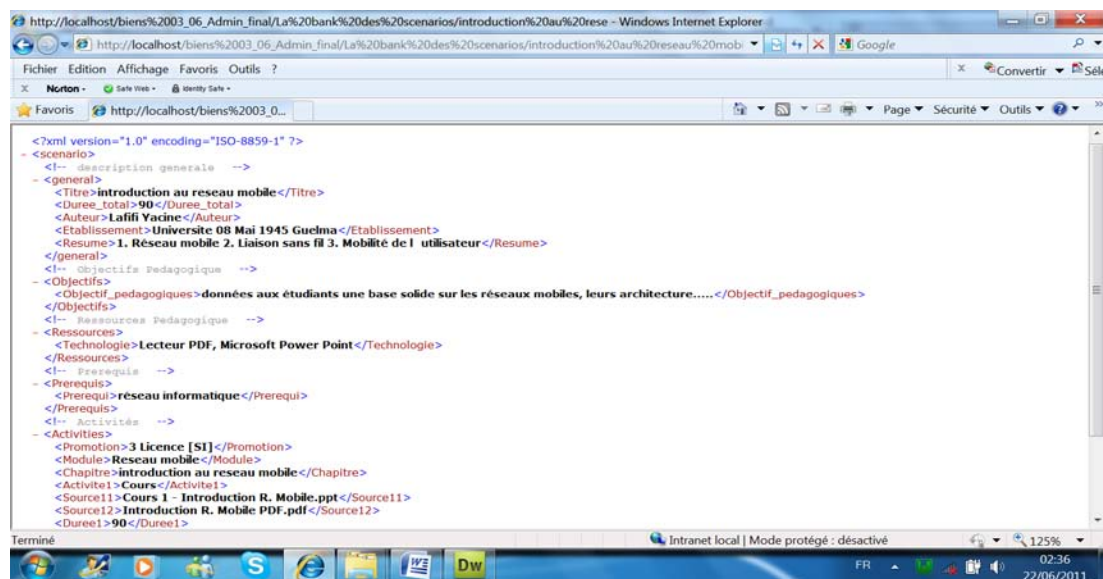 http://localhost/biens%2003_06_Admin_final/La%20bank%20des%20scenarios/introduction%20au%20rese - Windows Internet Explorer
http://localhost/biens%2003_06_Admin_final/La%20bank%20des%20scenarios/introduction%20au%20reseau%20mobi Google
Fichier Edition Affichage Favoris Outils ? x Convertir Séle
X Norton - Safe Web - Identity Safe -
Favoris http://localhost/biens%2003_0... Page Sécurité Outils
<?xml version="1.0" encoding="ISO-8859-1" ?>
- <scenario>
<!-- description generale -->
- <general>
<Titre>introduction au reseau mobile</Titre>
<Duree_total>90</Duree_total>
<Auteur>Lafifi Yacine</Auteur>
<Etablissement>Universite 08 Mai 1945 Guelma</Etablissement>
<Resume>1. Réseau mobile 2. Liaison sans fil 3. Mobilité de l utilisateur</Resume>
</general>
<!-- Objectifs Pedagogique -->
- <Objectifs>
<Objectif_pedagogiques>données aux étudiants une base solide sur les réseaux mobiles, leurs architecture.....</Objectif_pedagogiques>
</Objectifs>
<!-- Ressources Pedagogique -->
- <Ressources>
<Technologie>Lecteur PDF, Microsoft Power Point</Technologie>
</Ressources>
<!-- Prerequis -->
- <Prerequis>
<Prerequi>réseau informatique</Prerequi>
</Prerequis>
<!-- Activités -->
- <Activities>
<Promotion>3 Licence [SI]</Promotion>
<Module>Reseau mobile</Module>
<Chapitre>introduction au reseau mobile</Chapitre>
<Activite1>Cours</Activite1>
<Source11>Cours 1 - Introduction R. Mobile.ppt</Source11>
<Source12>Introduction R. Mobile PDF.pdf</Source12>
<Duree1>90</Duree1>
Terminé Intranet local | Mode protégé : désactivé 125%
S W Dw FR 02:36
22/06/2011